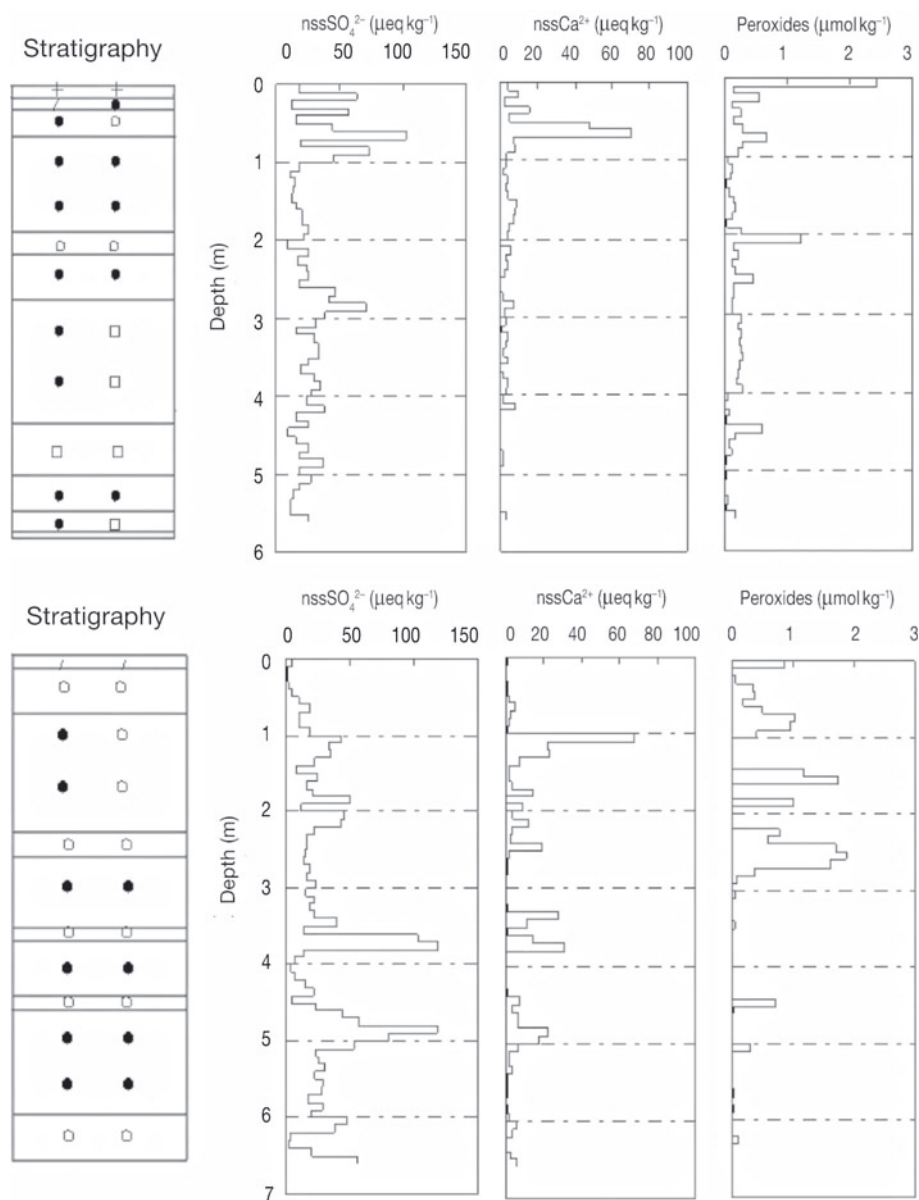 nssSO₄²⁻ (µeq kg⁻¹) nssCa²⁺ (µeq kg⁻¹) Peroxides (µmol kg⁻¹)
Stratigraphy
0 50 100 150 0 20 40 60 80 100 0 1 2 3
0
1
2
3
4
5
6
Depth (m)
nssSO₄²⁻ (µeq kg⁻¹) nssCa²⁺ (µeq kg⁻¹) Peroxides (µmol kg⁻¹)
Stratigraphy
0 50 100 150 0 20 40 60 80 100 0 1 2 3
0
1
2
3
4
5
6
7
Depth (m)